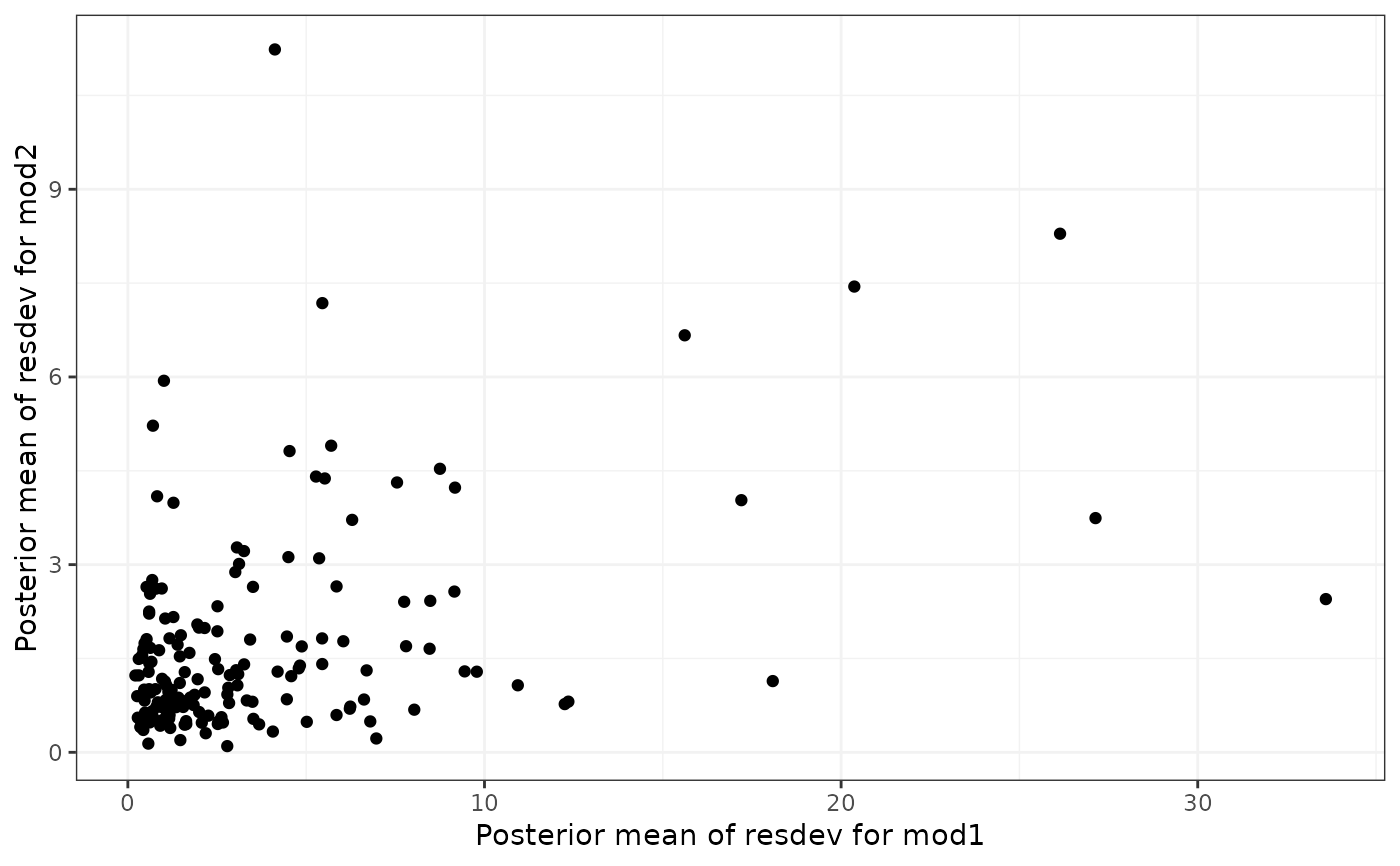 Posterior mean of resdev for mod2
9
6
3
0
0 10 20 30
Posterior mean of resdev for mod1